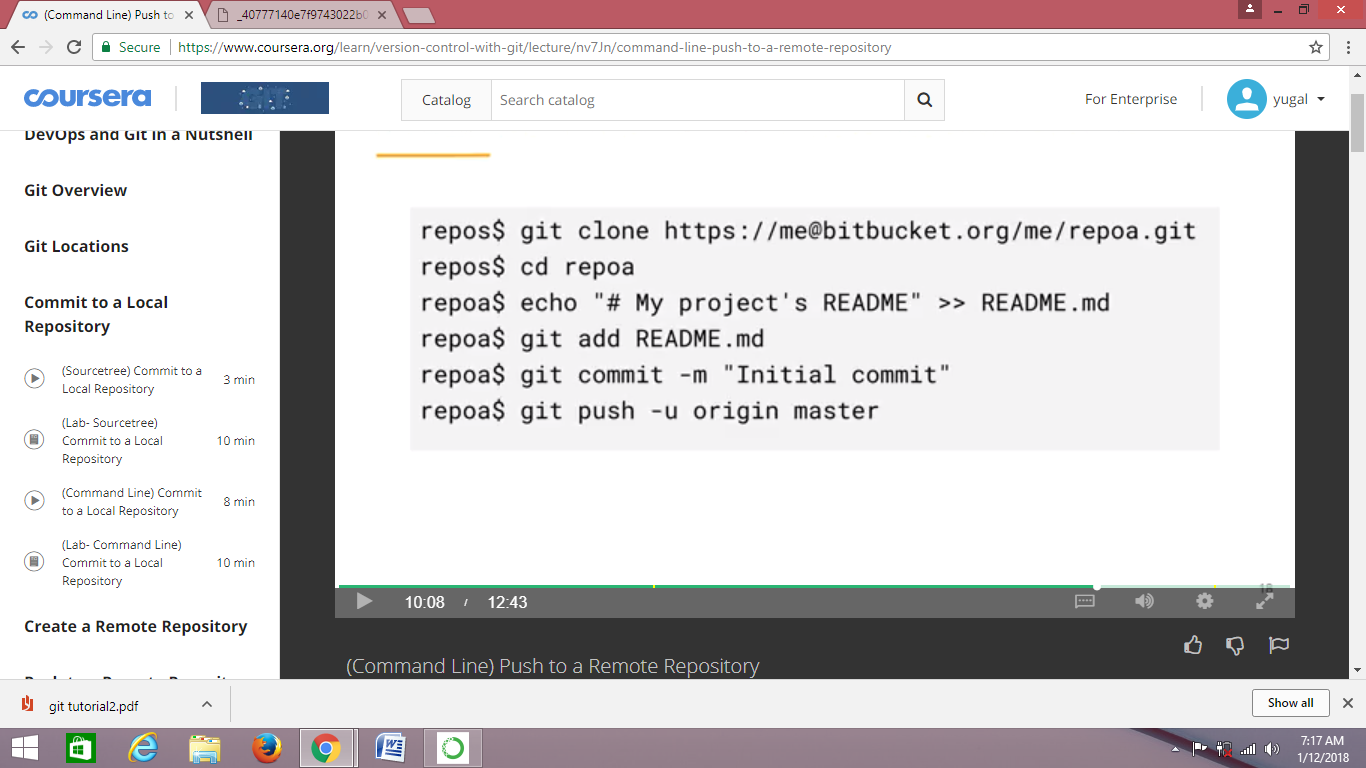 (Command Line) Push to
_40777140e7f9743022b0
Secure
https://www.coursera.org/learn/version-control-with-git/lecture/nv7Jn/command-line-push-to-a-remote-repository
coursera
Catalog
Search catalog
For Enterprise
yugal
DevOps and Git in a Nutshell
Git Overview
Git Locations
Commit to a Local
Repository
(Sourcetree) Commit to a
Local Repository
3 min
(Lab- Sourcetree)
Commit to a Local
Repository
10 min
(Command Line) Commit
to a Local Repository
8 min
(Lab- Command Line)
Commit to a Local
Repository
10 min
Create a Remote Repository
repos$ git clone https://me@bitbucket.org/me/repoa.git
repos$ cd repoa
repoa$ echo "# My project's README" >> README.md
repoa$ git add README.md
repoa$ git commit -m "Initial commit"
repoa$ git push -u origin master
10:08 / 12:43
(Command Line) Push to a Remote Repository
git tutorial2.pdf
Show all
7:17 AM
1/12/2018